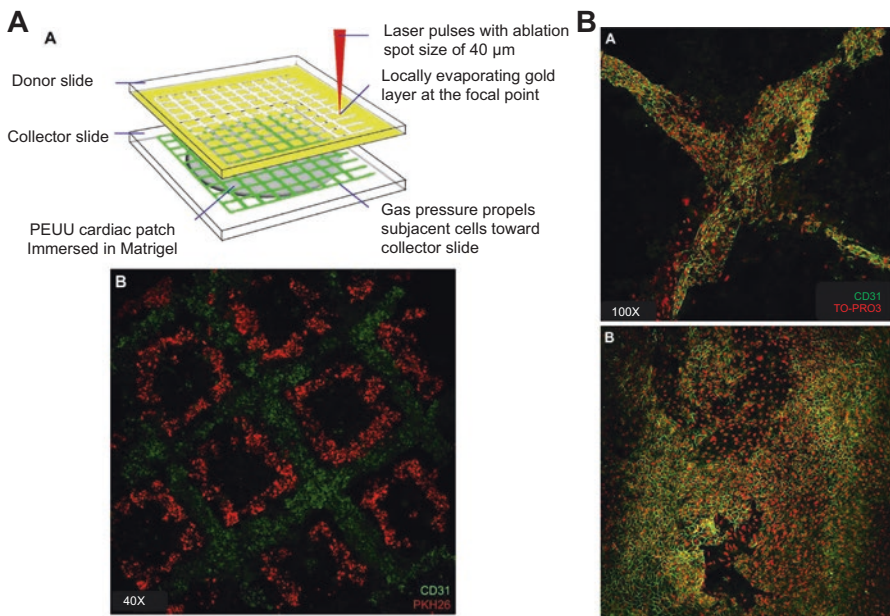 A
A
Donor slide
Collector slide
PEUU cardiac patch
Immersed in Matrigel
Laser pulses with ablation
spot size of 40 µm
Locally evaporating gold
layer at the focal point
Gas pressure propels
subjacent cells toward
collector slide
B
CD31
PKH26
40X
B
A
CD31
TO-PRO3
100X
B